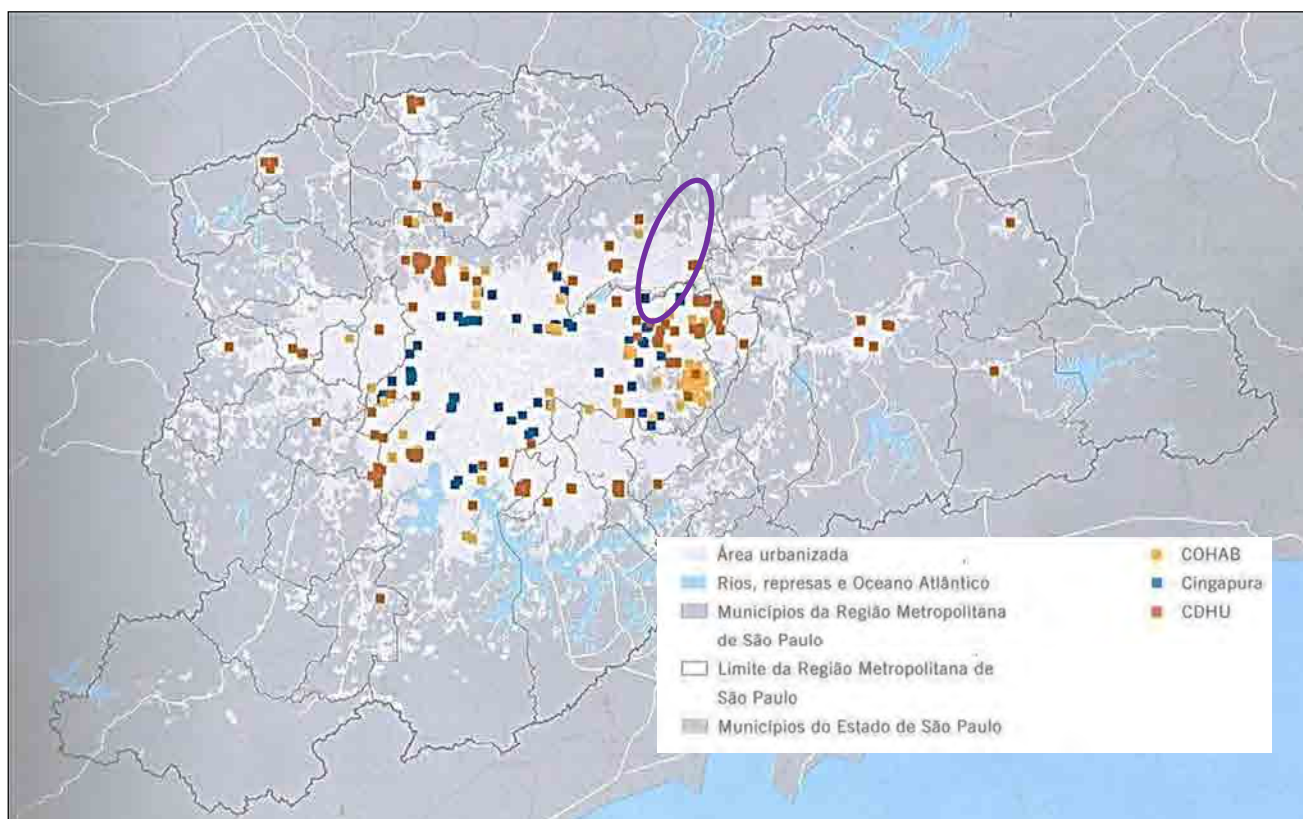 Área urbanizada
Rios, represas e Oceano Atlântico
Municípios da Região Metropolitana
de São Paulo
Limite da Região Metropolitana de
São Paulo
Municípios do Estado de São Paulo
COHAB
Cingapura
CDHU